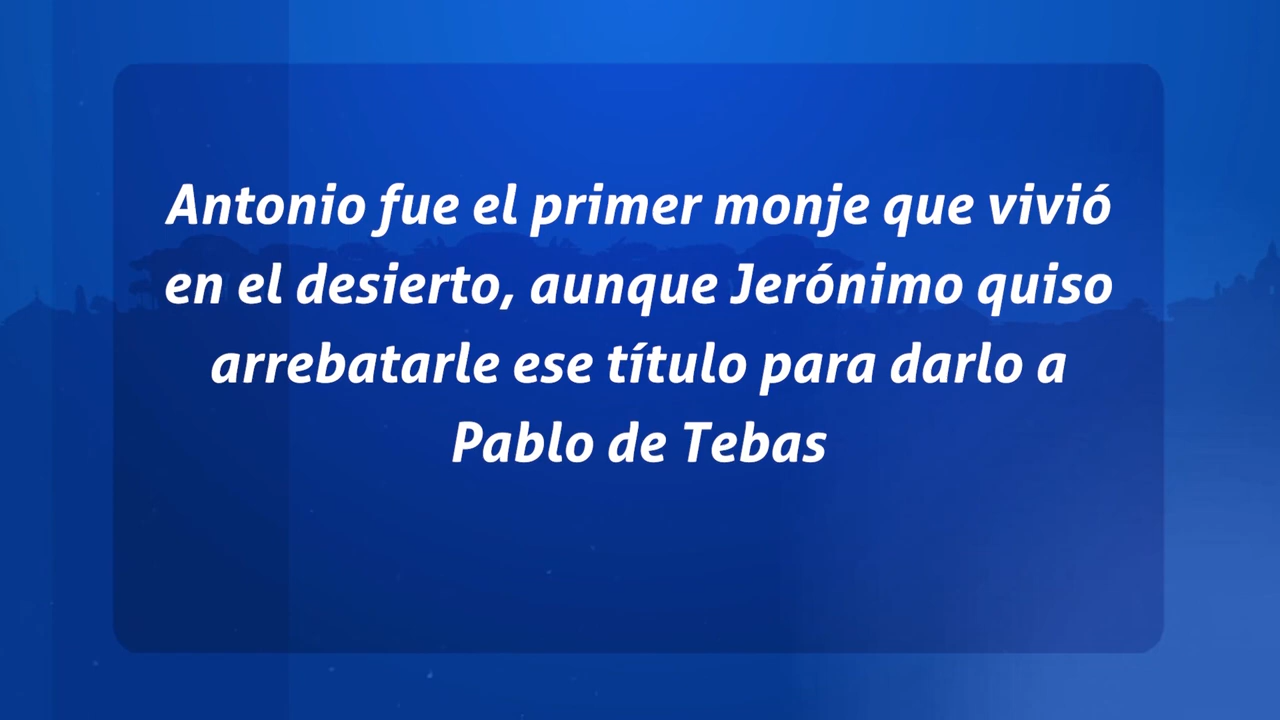 Antonio fue el primer monje que vivió
en el desierto, aunque Jerónimo quiso
arrebatarle ese título para darlo a
Pablo de Tebas